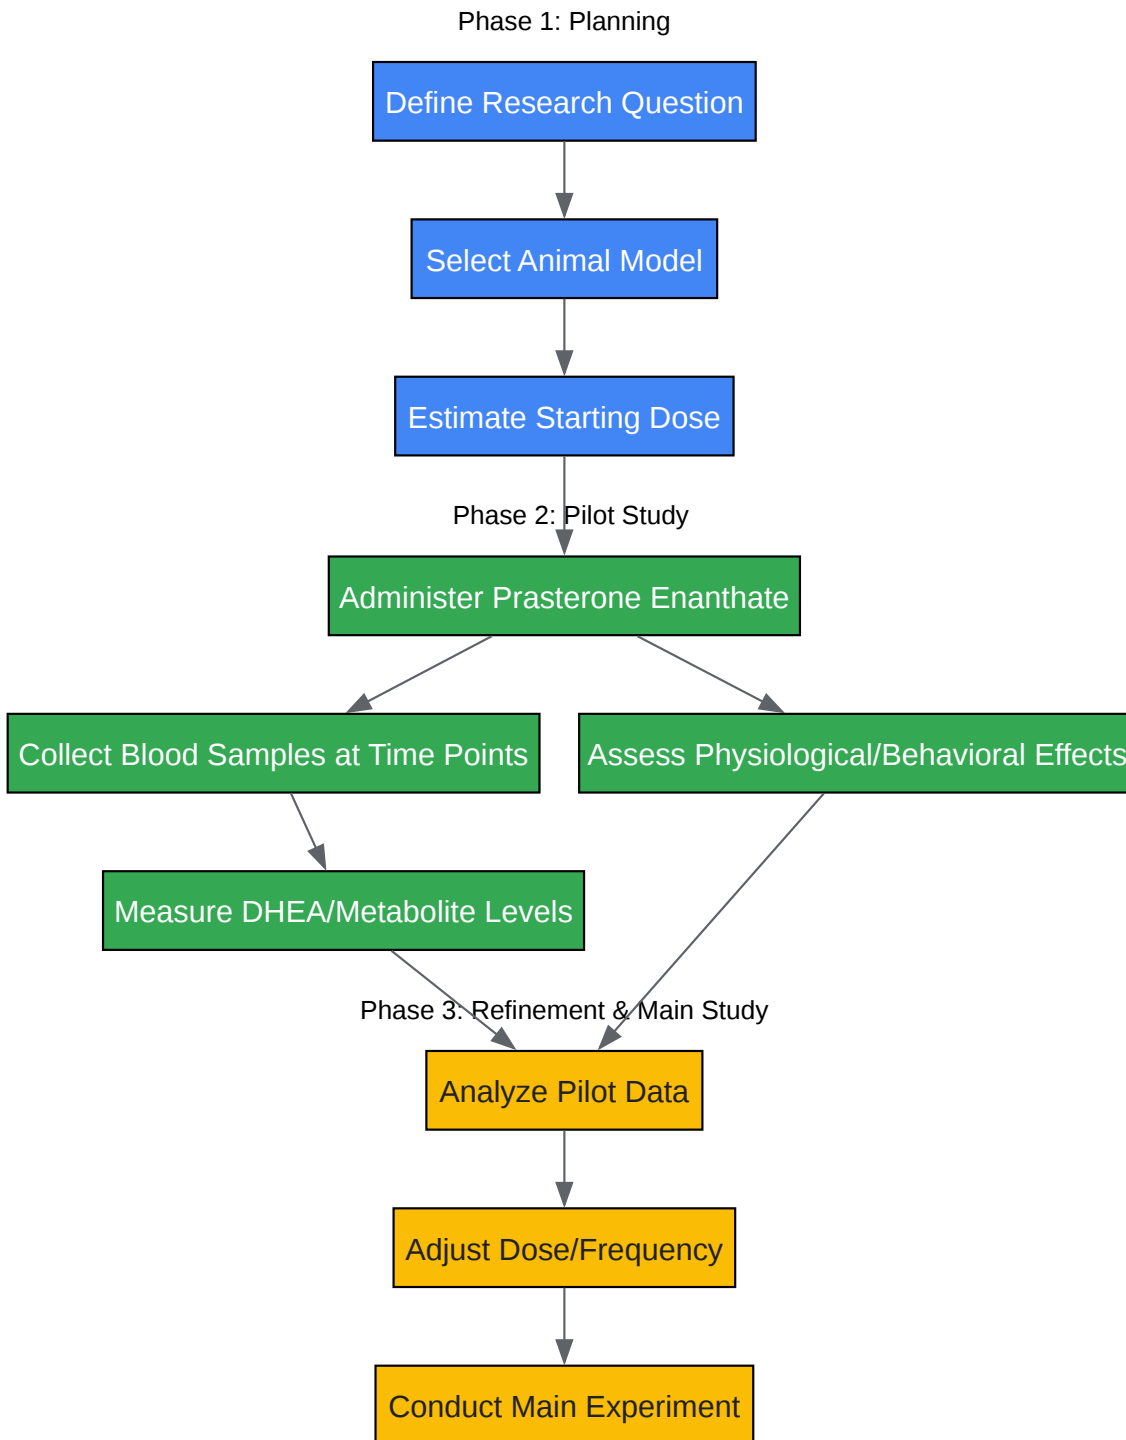 Phase 1: Planning
Define Research Question
Select Animal Model
Estimate Starting Dose
Phase 2: Pilot Study
Administer Prasterone Enanthate
Collect Blood Samples at Time Points
Assess Physiological/Behavioral Effects
Measure DHEA/Metabolite Levels
Phase 3: Refinement & Main Study
Analyze Pilot Data
Adjust Dose/Frequency
Conduct Main Experiment